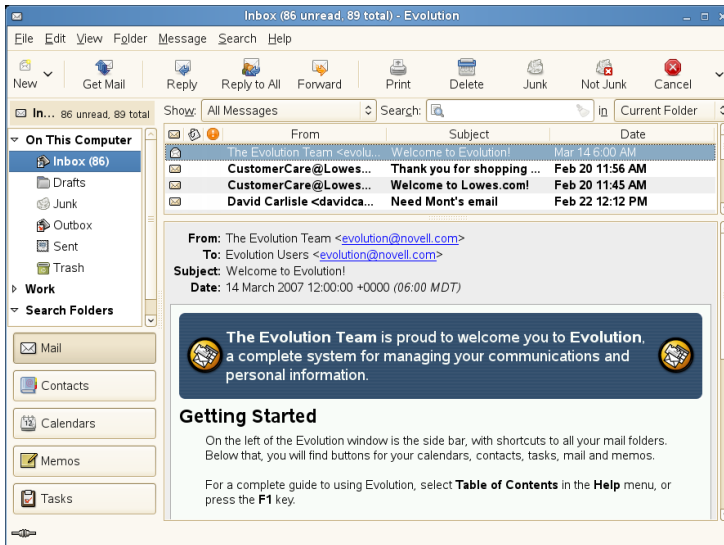 Inbox (86 unread, 89 total) - Evolution
File Edit View Folder Message Search Help
New Get Mail Reply Reply to All Forward Print Delete Junk Not Junk Cancel
In... 86 unread, 89 total Show: All Messages Search: in Current Folder
On This Computer
Inbox (86)
Drafts
Junk
Outbox
Sent
Trash
Work
Search Folders
Mail
Contacts
Calendars
Memos
Tasks
From Subject Date
The Evolution Team <evolu... Welcome to Evolution! Mar 14 6:00 AM
CustomerCare@Lowes... Thank you for shopping ... Feb 20 11:56 AM
CustomerCare@Lowes... Welcome to Lowes.com! Feb 20 11:45 AM
David Carlisle <davidca... Need Mont's email Feb 22 12:12 PM
From: The Evolution Team <evolution@novell.com>
To: Evolution Users <evolution@novell.com>
Subject: Welcome to Evolution!
Date: 14 March 2007 12:00:00 +0000 (06:00 MDT)
The Evolution Team is proud to welcome you to Evolution,
a complete system for managing your communications and
personal information.
Getting Started
On the left of the Evolution window is the side bar, with shortcuts to all your mail folders.
Below that, you will find buttons for your calendars, contacts, tasks, mail and memos.
For a complete guide to using Evolution, select Table of Contents in the Help menu, or
press the F1 key.